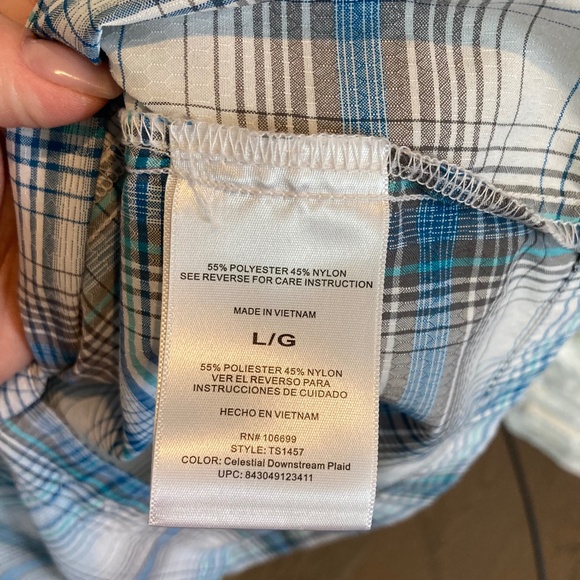 55% POLYESTER 45% NYLON
SEE REVERSE FOR CARE INSTRUCTION
MADE IN VIETNAM
L/G
55% POLIESTER 45% NYLON
VER EL REVERSO PARA
INSTRUCCIONES DE CUIDADO
HECHO EN VIETNAM
RN# 106699
STYLE: TS1457
COLOR: Celestial Downstream Plaid
UPC: 843049123411